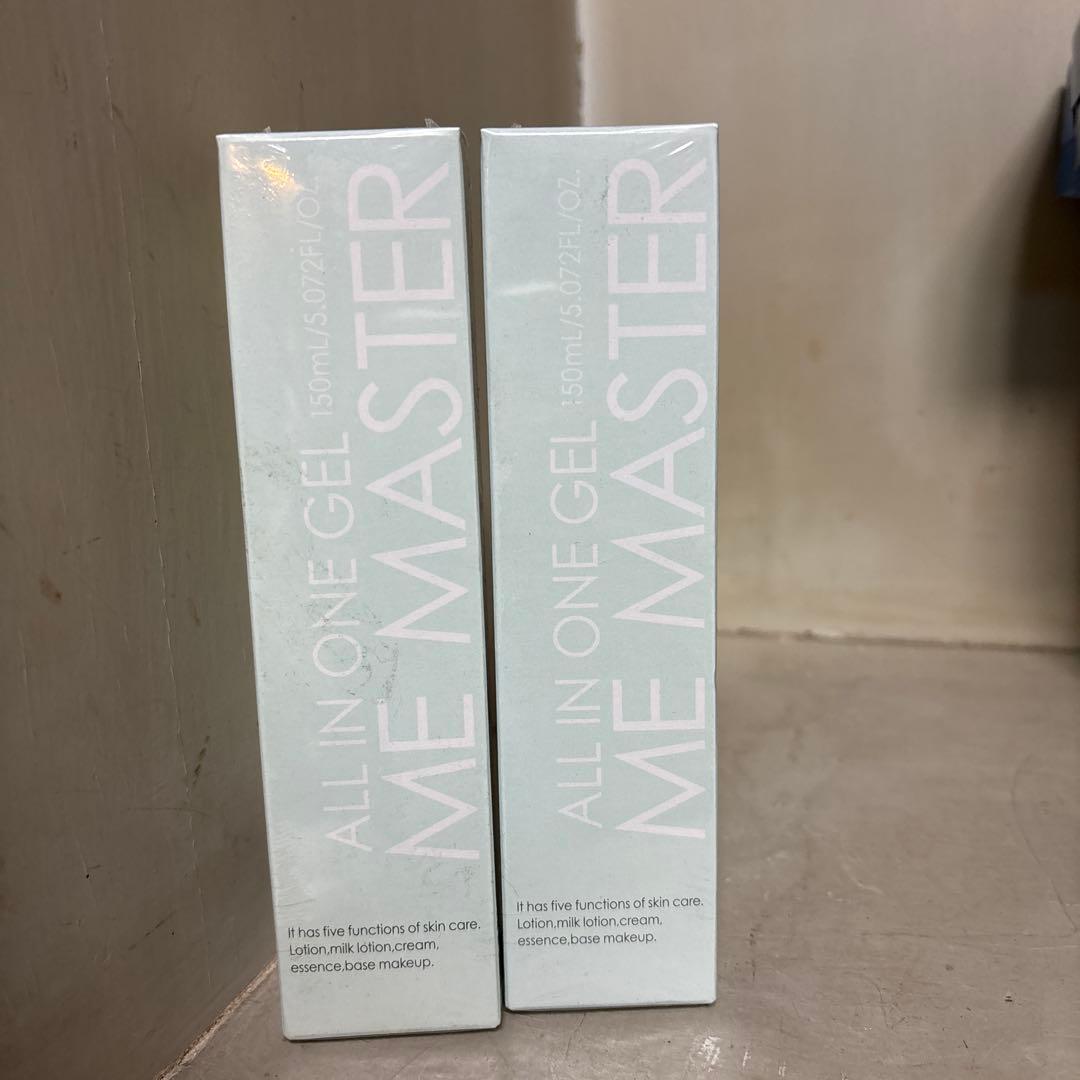 ALL IN ONE GEL 150mL/5.072FL/OZ.
ME MASTER
It has five functions of skin care.
Lotion,milk lotion,cream,
essence,base makeup.
ALL IN ONE GEL 150mL/5.072FL/OZ.
ME MASTER
It has five functions of skin care.
Lotion,milk lotion,cream,
essence,base makeup.